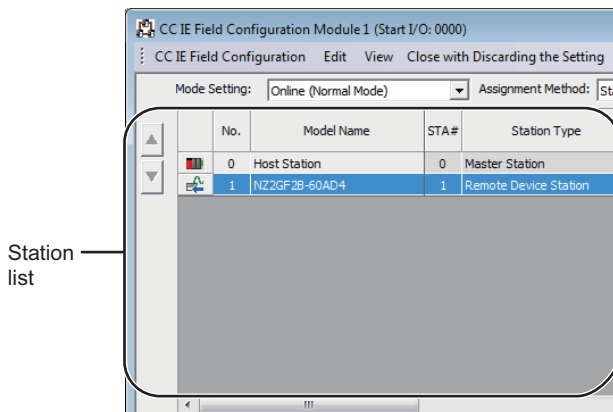 CC IE Field Configuration Module 1 (Start I/O: 0000)
CC IE Field Configuration Edit View Close with Discarding the Setting
Mode Setting: Online (Normal Mode) Assignment Method: Sta
No. Model Name STA# Station Type
0 Host Station 0 Master Station
1 NZ2GF2B-60AD4 1 Remote Device Station
Station
list